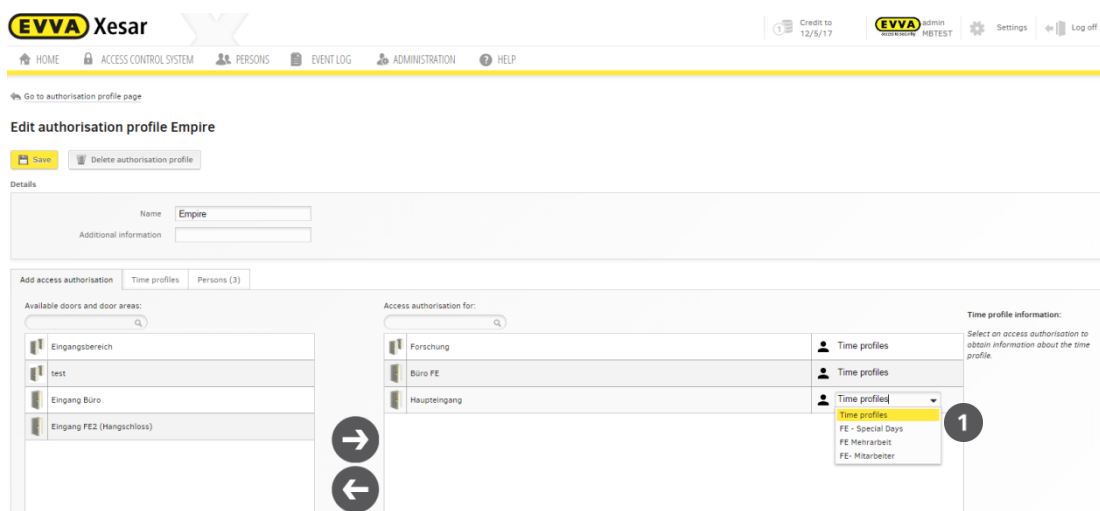 EVVA Xesar
1 Credit to
12/5/17
EVVA admin
MBTEST
Settings
Log off
HOME ACCESS CONTROL SYSTEM PERSONS EVENT LOG ADMINISTRATION HELP
Go to authorisation profile page
Edit authorisation profile Empire
Save Delete authorisation profile
Details
Name Empire
Additional information
Add access authorisation Time profiles Persons (3)
Available doors and door areas:
Eingangsbereich
test
Eingang Büro
Eingang FE2 (Hangschloss)
Access authorisation for:
Forschung Time profiles
Büro FE Time profiles
Haupteingang Time profiles
Time profiles
FE - Special Days
FE Mehrarbeit
FE- Mitarbeiter
1
Time profile information:
Select an access authorisation to
obtain information about the time
profile.